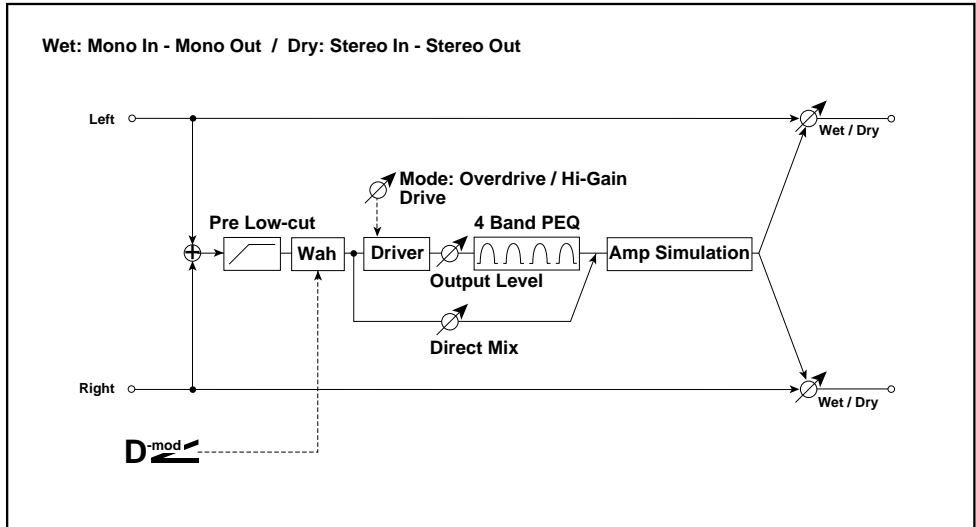 Wet: Mono In - Mono Out / Dry: Stereo In - Stereo Out
Left
Wet / Dry
Mode: Overdrive / Hi-Gain
Drive
Pre Low-cut
4 Band PEQ
Wah
Driver
Amp Simulation
Output Level
Direct Mix
Right
Wet / Dry
D-mod